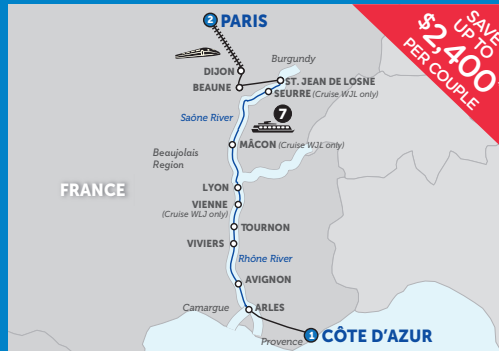 SAVE
UP TO
$2,400
PER COUPLE
2 PARIS
Burgundy
DIJON
ST. JEAN DE LOSNE
BEAUNE
SEURRE (Cruise WJL only)
Saône River
7
MÂCON (Cruise WJL only)
Beaujolais
Region
FRANCE
LYON
VIENNE
(Cruise WLJ only)
TOURNON
VIVIERS
Rhône River
AVIGNON
Camargue
ARLES
Provence
1 CÔTE D'AZUR